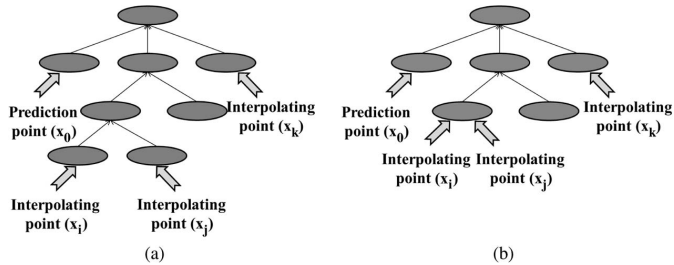 Prediction
point (x0)
Interpolating
point (xk)
Interpolating
point (xi)
Interpolating
point (xj)
(a)
Prediction
point (x0)
Interpolating
point (xk)
Interpolating
point (xi)
Interpolating
point (xj)
(b)